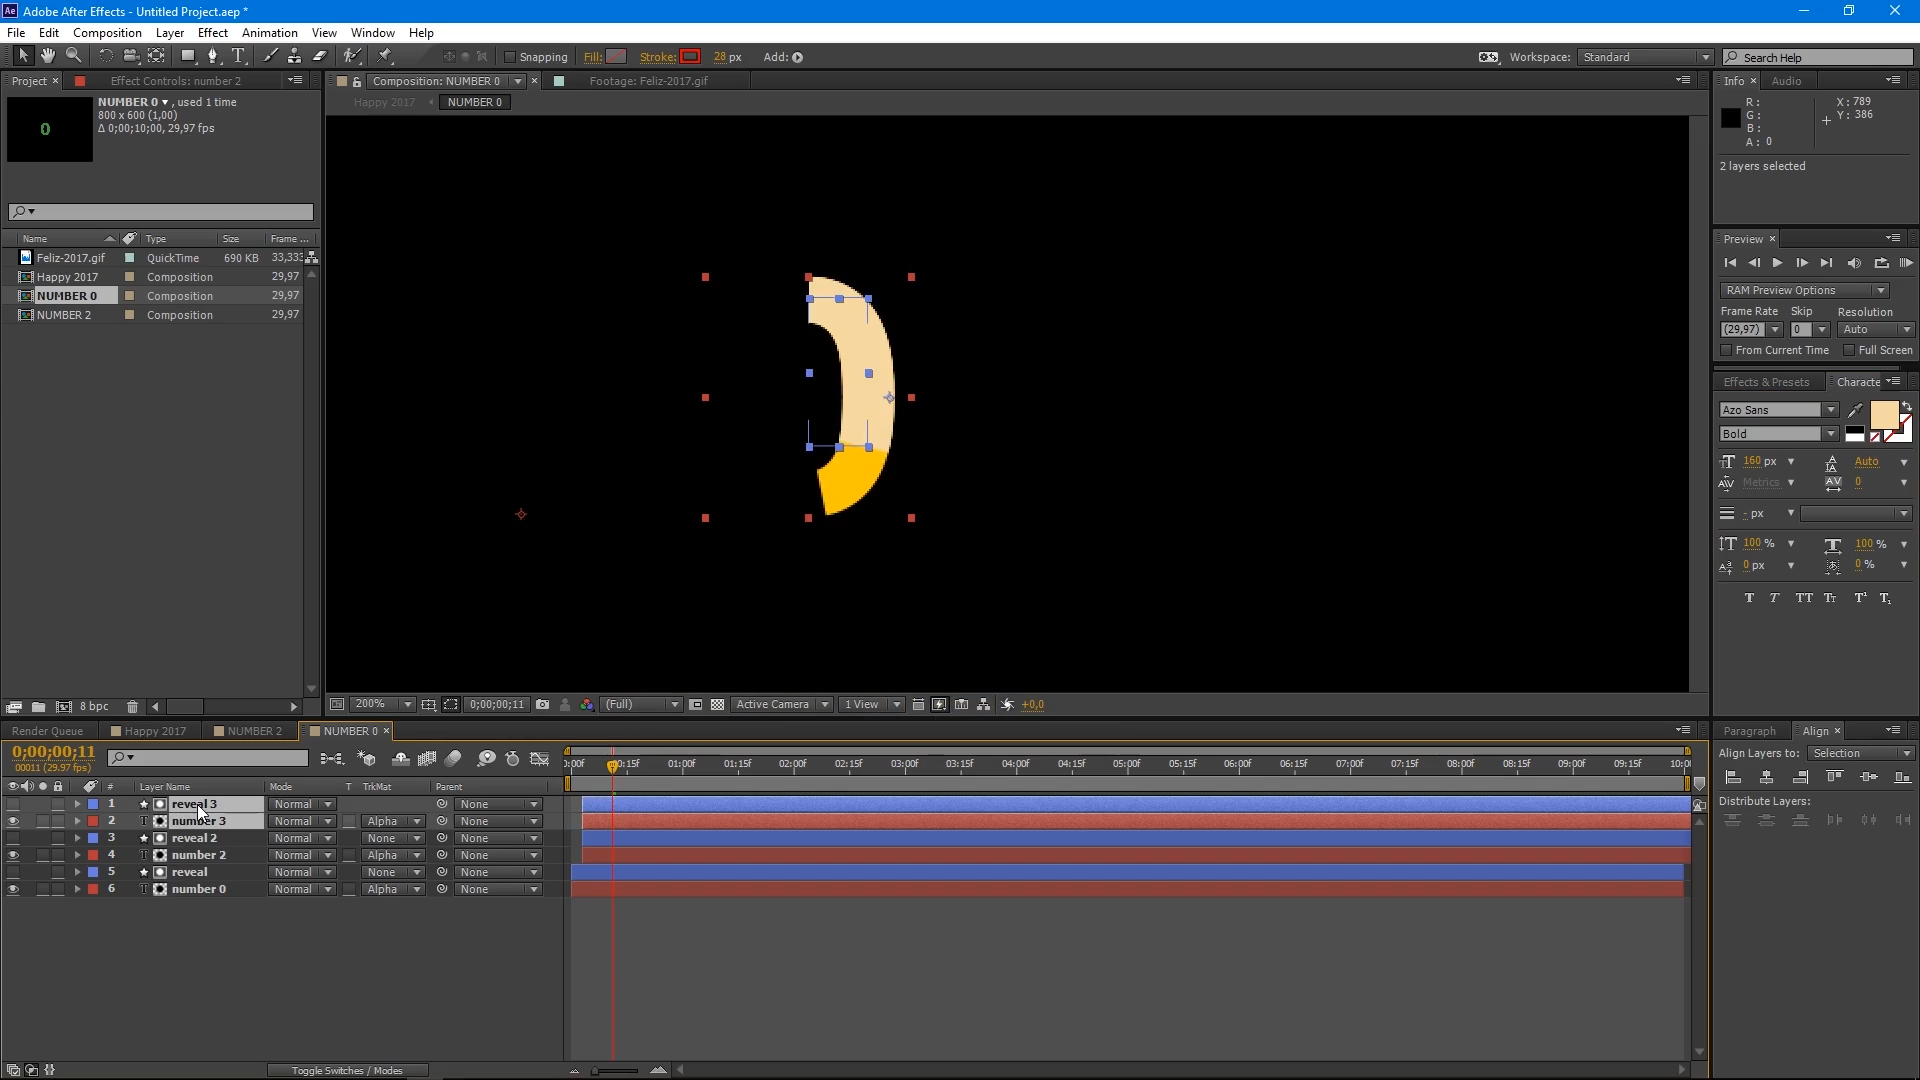 Adobe After Effects - Untitled Project.aep *
File Edit Composition Layer Effect Animation View Window Help
Snapping Fill: Stroke: 28 px Add: Workspace: Standard Search Help
Project × Effect Controls: number 2
NUMBER 0 ▾ , used 1 time
800 x 600 (1,00)
Δ 0;00;10;00, 29,97 fps
Name Type Size Frame ...
Feliz-2017.gif QuickTime 690 KB 33,333
Happy 2017 Composition 29,97
NUMBER 0 Composition 29,97
NUMBER 2 Composition 29,97
8 bpc
Composition: NUMBER 0 × Footage: Feliz-2017.gif
Happy 2017 NUMBER 0
200% 0;00;00;11 (Full) Active Camera 1 View +0,0
Info × Audio
R: X: 789
G: Y: 386
B:
A: 0
2 layers selected
Preview ×
RAM Preview Options
Frame Rate Skip Resolution
(29,97) 0 Auto
From Current Time Full Screen
Effects & Presets Characte
Azo Sans
Bold
160 px Auto
Metrics 0
- px
100 % 100 %
0 px 0 %
T T TT Tr T¹ T₁
Render Queue Happy 2017 NUMBER 2 NUMBER 0 ×
0;00;00;11
00011 (29.97 fps)
0:00f 00:15f 01:00f 01:15f 02:00f 02:15f 03:00f 03:15f 04:00f 04:15f 05:00f 05:15f 06:00f 06:15f 07:00f 07:15f 08:00f 08:15f 09:00f 09:15f 10:00
# Layer Name Mode T TrkMat Parent
1 reveal 3 Normal None
2 number 3 Normal Alpha None
3 reveal 2 Normal None None
4 number 2 Normal Alpha None
5 reveal Normal None None
6 number 0 Normal Alpha None
Toggle Switches / Modes
Paragraph Align ×
Align Layers to: Selection
Distribute Layers: